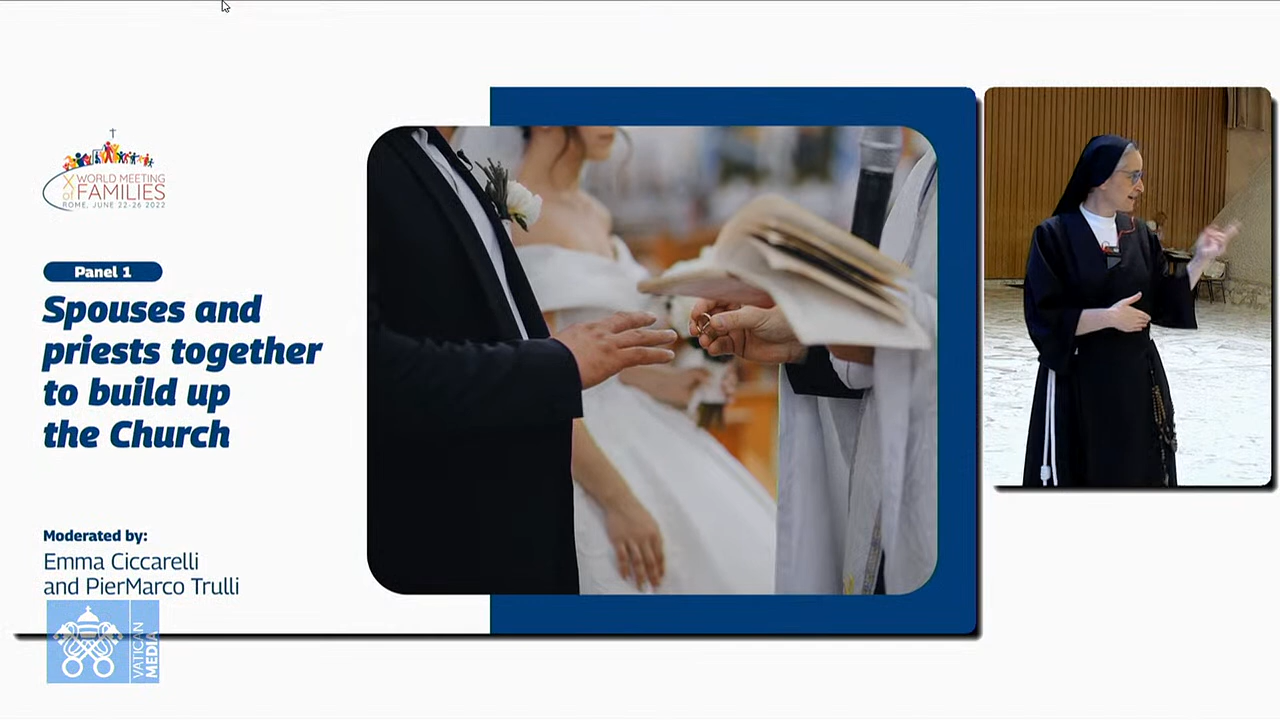 X WORLD MEETING
of FAMILIES
ROME, JUNE 22-26 2022
Panel 1
Spouses and
priests together
to build up
the Church
Moderated by:
Emma Ciccarelli
and PierMarco Trulli
VATICAN
MEDIA